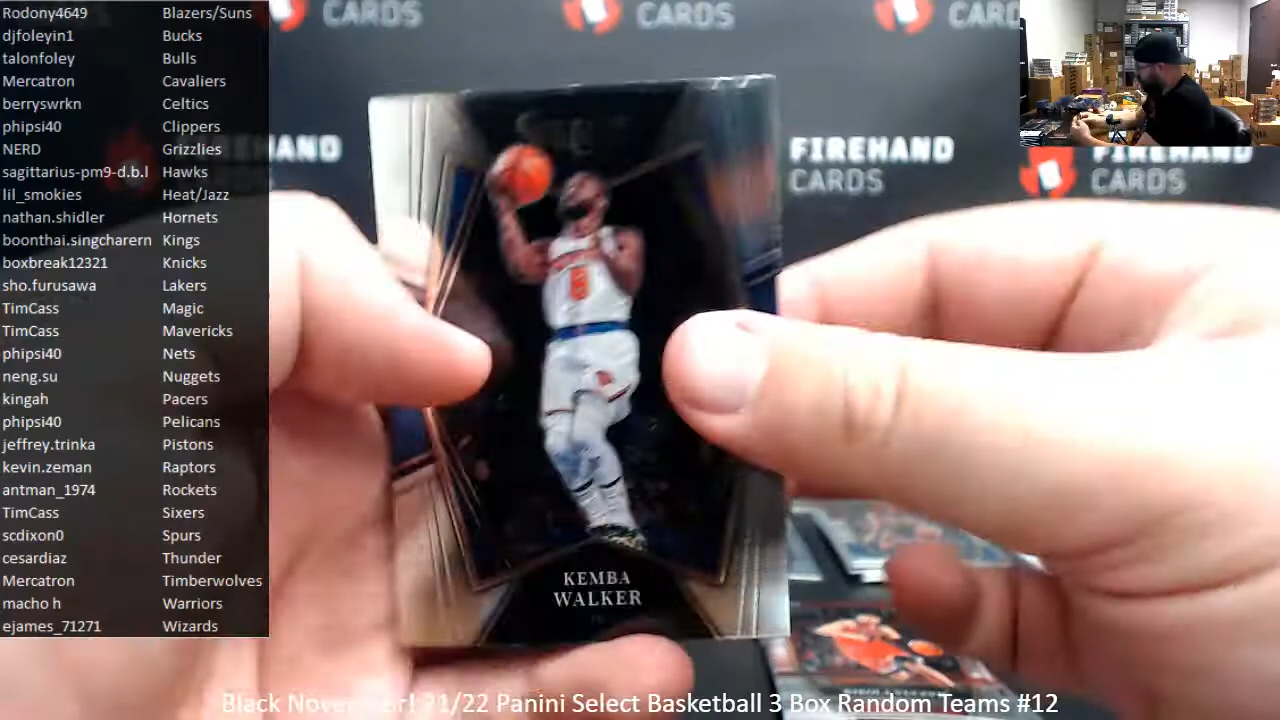 Rodony4649 Blazers/Suns
djfoleyin1 Bucks
talonfoley Bulls
Mercatron Cavaliers
berryswrkn Celtics
phipsi40 Clippers
NERD Grizzlies
sagittarius-pm9-d.b.l Hawks
lil_smokies Heat/Jazz
nathan.shidler Hornets
boonthai.singcharern Kings
boxbreak12321 Knicks
sho.furusawa Lakers
TimCass Magic
TimCass Mavericks
phipsi40 Nets
neng.su Nuggets
kingah Pacers
phipsi40 Pelicans
jeffrey.trinka Pistons
kevin.zeman Raptors
antman_1974 Rockets
TimCass Sixers
scdixon0 Spurs
cesardiaz Thunder
Mercatron Timberwolves
macho h Warriors
ejames_71271 Wizards
CARDS
CARDS
CARD
FIREHAND
CARDS
FIREHAND
CARDS
8
KEMBA
WALKER
21/22 Panini Select Basketball 3 Box Random Teams #12